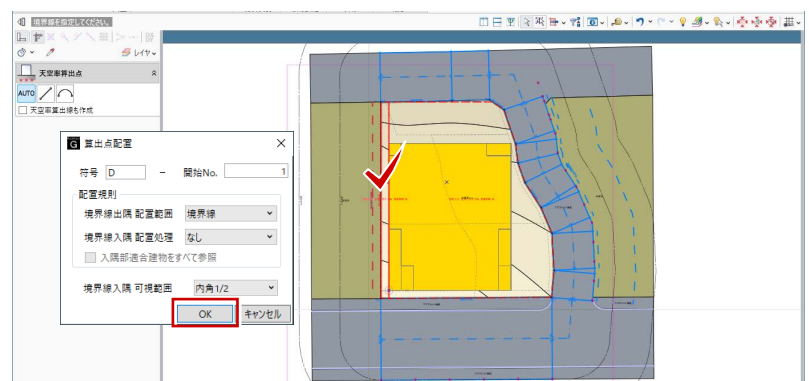 境界線を指定してください。
レイヤ
天空率算出点
AUTO
天空率算出線も作成
算出点配置
符号 D - 開始No. 1
配置規則
境界線出隅 配置範囲 境界線
境界線入隅 配置処理 なし
入隅部適合建物をすべて参照
境界線入隅 可視範囲 内角1/2
OK キャンセル